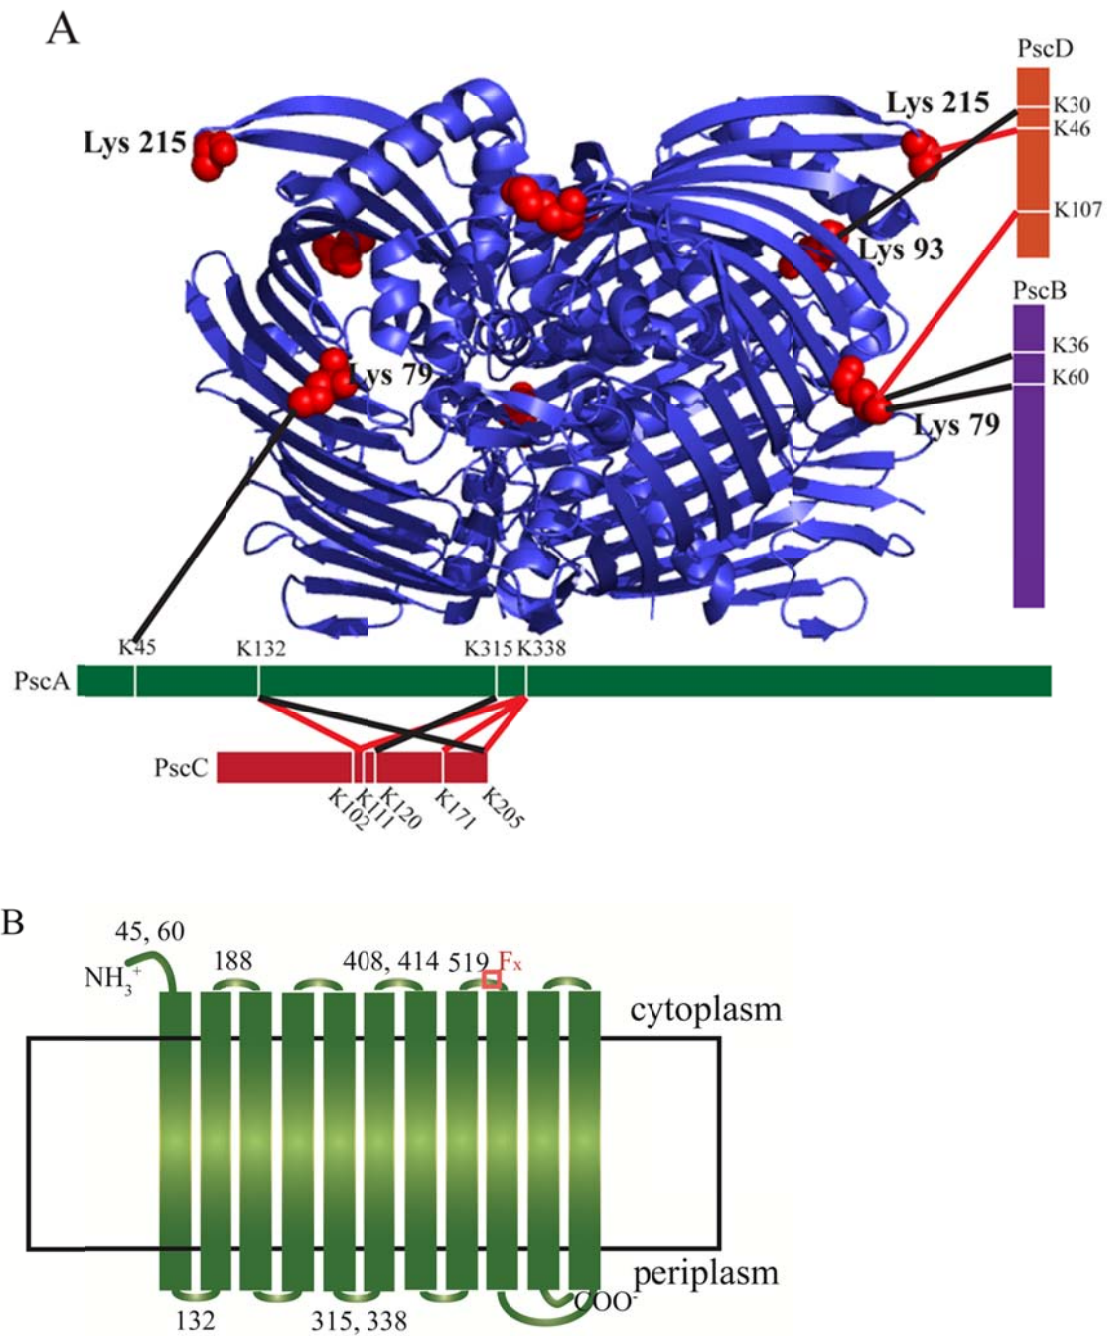 A
PscD
Lys 215
K30
K46
Lys 215
K107
Lys 93
PscB
K36
Lys 79
K60
Lys 79
K45
K132
K315
K338
PscA
PscC
K102
K111
K120
K171
K205
B
45, 60
188
408, 414
519
Fx
NH3+
cytoplasm
periplasm
COO-
132
315, 338